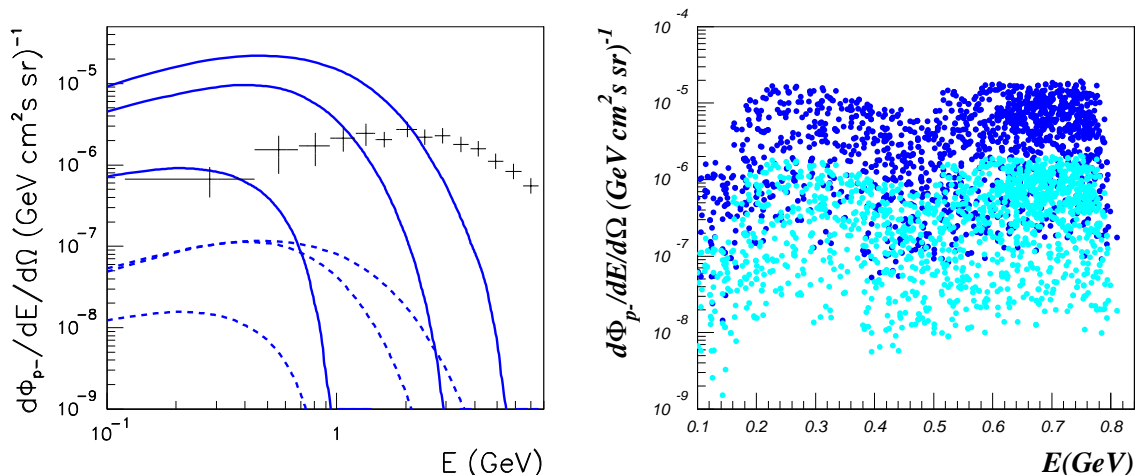 dΦp−/dE/dΩ (GeV cm²s sr)⁻¹
10⁻⁵
10⁻⁶
10⁻⁷
10⁻⁸
10⁻⁹
10⁻¹ 1
E (GeV)
dΦp-/dE/dΩ (GeV cm²s sr)⁻¹
10⁻⁴
10⁻⁵
10⁻⁶
10⁻⁷
10⁻⁸
10⁻⁹
0.1 0.2 0.3 0.4 0.5 0.6 0.7 0.8
E(GeV)